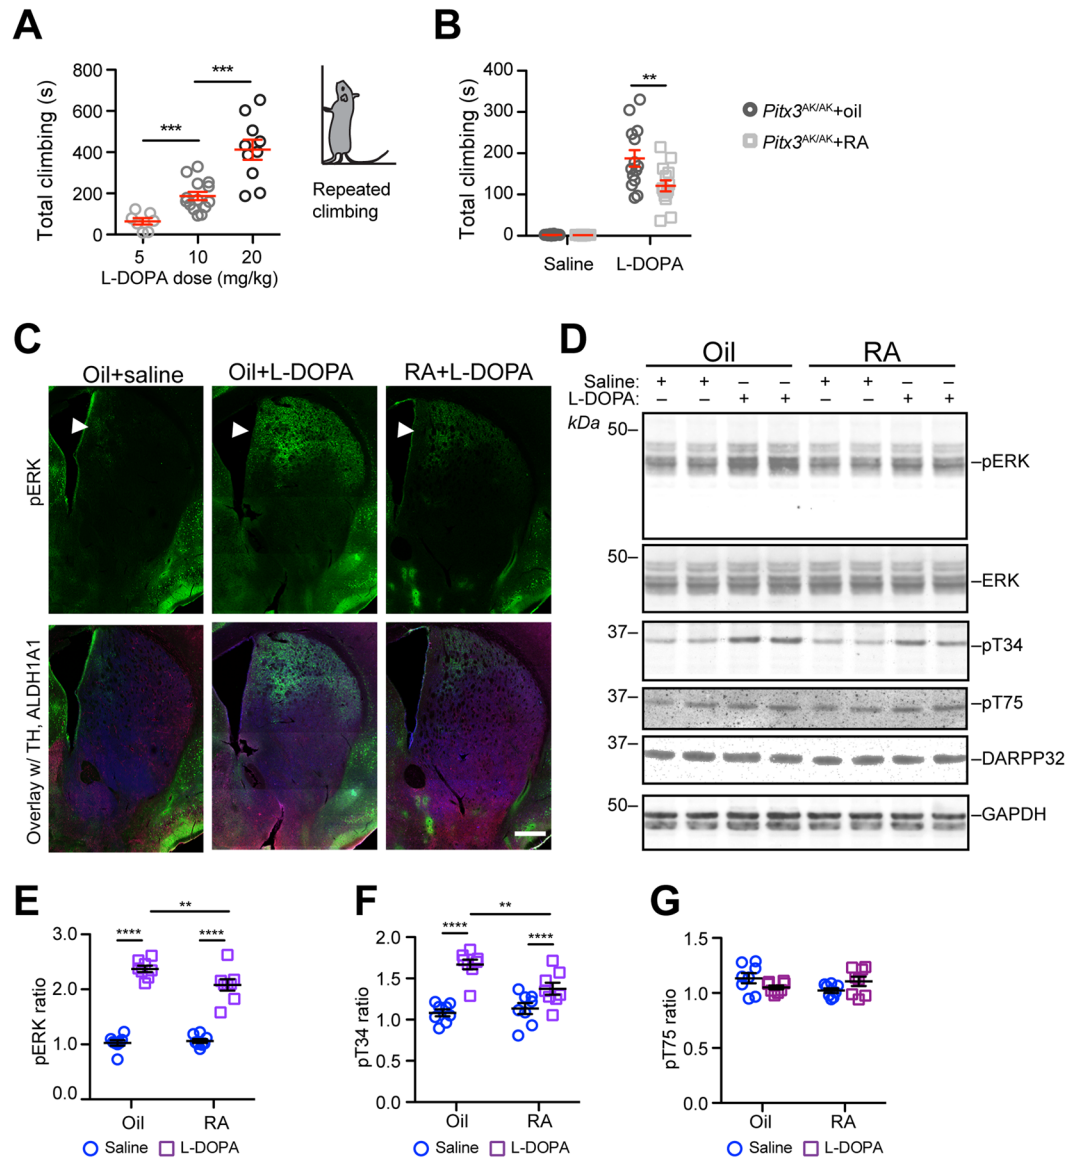 A
Total climbing (s)
800
600
400
200
0
***
***
5
10
20
L-DOPA dose (mg/kg)
Repeated
climbing
B
Total climbing (s)
400
300
200
100
0
**
Saline
L-DOPA
Pitx3AK/AK+oil
Pitx3AK/AK+RA
C
Oil+saline
Oil+L-DOPA
RA+L-DOPA
pERK
Overlay w/ TH, ALDH1A1
D
Oil
RA
Saline: + + – – + + – –
L-DOPA: – – + + – – + +
kDa
50–
–pERK
50–
–ERK
37–
–pT34
37–
–pT75
37–
–DARPP32
50–
–GAPDH
E
pERK ratio
3.0
2.0
1.0
0.0
**
****
****
Oil
RA
Saline
L-DOPA
F
pT34 ratio
2.0
1.5
1.0
0.5
0.0
**
****
****
Oil
RA
Saline
L-DOPA
G
pT75 ratio
1.5
1.0
0.5
0.0
Oil
RA
Saline
L-DOPA